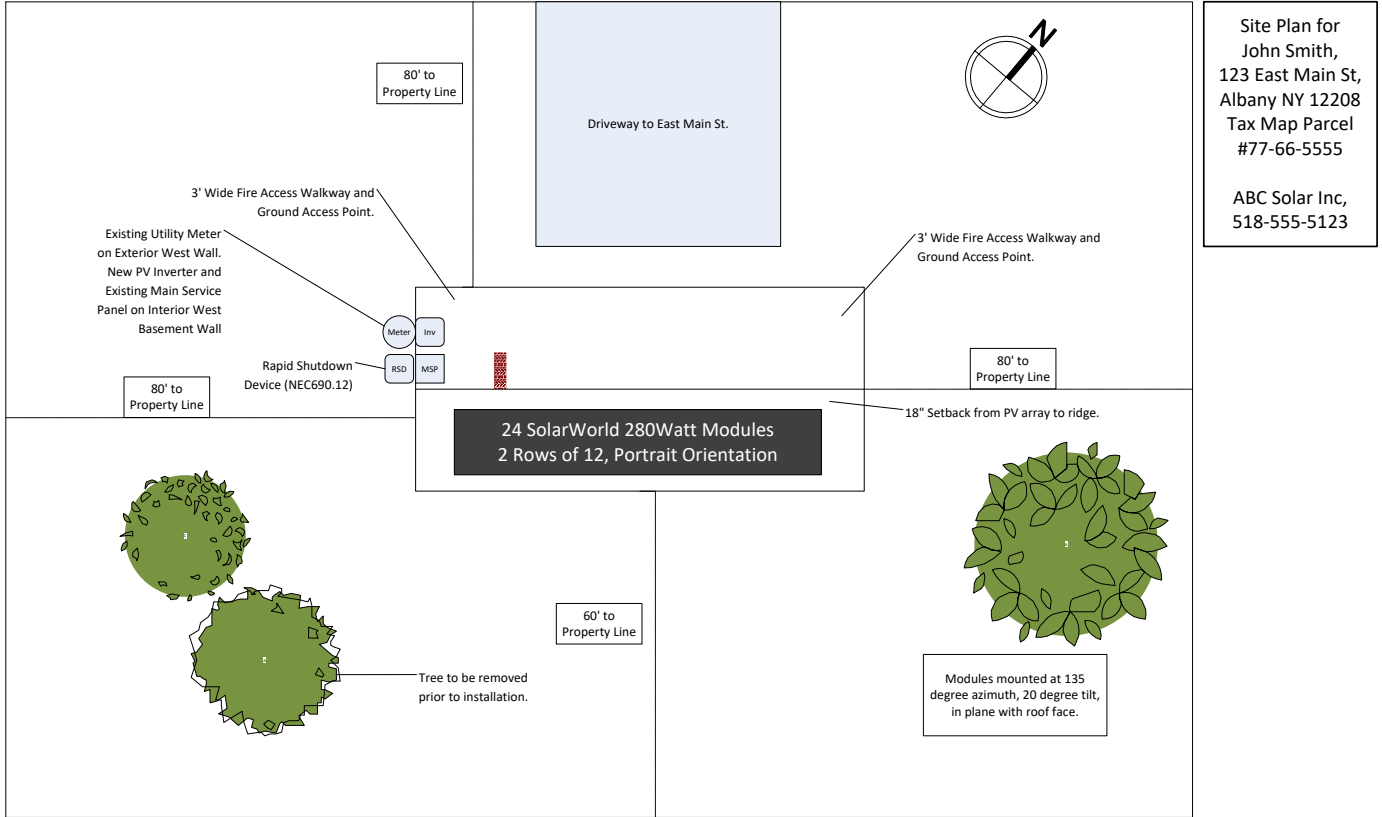 Site Plan for
John Smith,
123 East Main St,
Albany NY 12208
Tax Map Parcel
#77-66-5555
ABC Solar Inc,
518-555-5123
N
80' to
Property Line
Driveway to East Main St.
3' Wide Fire Access Walkway and
Ground Access Point.
Existing Utility Meter
on Exterior West Wall.
New PV Inverter and
Existing Main Service
Panel on Interior West
Basement Wall
3' Wide Fire Access Walkway and
Ground Access Point.
Meter
Inv
Rapid Shutdown
Device (NEC690.12)
RSD
MSP
80' to
Property Line
80' to
Property Line
18" Setback from PV array to ridge.
24 SolarWorld 280Watt Modules
2 Rows of 12, Portrait Orientation
60' to
Property Line
Tree to be removed
prior to installation.
Modules mounted at 135
degree azimuth, 20 degree tilt,
in plane with roof face.